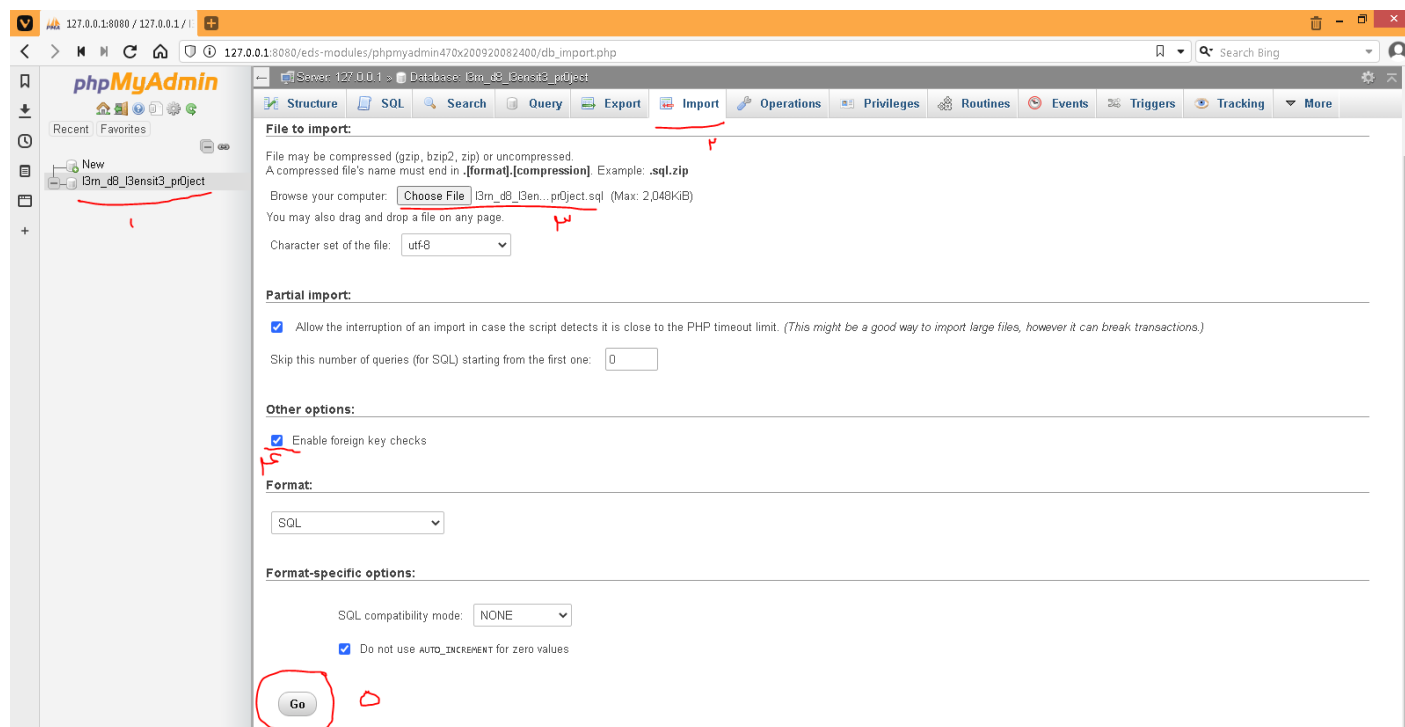 127.0.0.1:8080 / 127.0.0.1 /
127.0.0.1:8080/eds-modules/phpmyadmin470x200920082400/db_import.php
Search Bing
phpMyAdmin
Recent Favorites
New
l3rn_d8_l3ensit3_pr0ject
۱
Server: 127.0.0.1 » Database: l3rn_d8_l3ensit3_pr0ject
Structure SQL Search Query Export Import Operations Privileges Routines Events Triggers Tracking More
۲
File to import:
File may be compressed (gzip, bzip2, zip) or uncompressed.
A compressed file's name must end in .[format].[compression]. Example: .sql.zip
Browse your computer: Choose File l3rn_d8_l3en...pr0ject.sql (Max: 2,048KiB)
۳
You may also drag and drop a file on any page.
Character set of the file: utf-8
Partial import:
Allow the interruption of an import in case the script detects it is close to the PHP timeout limit. (This might be a good way to import large files, however it can break transactions.)
Skip this number of queries (for SQL) starting from the first one: 0
Other options:
Enable foreign key checks
۴
Format:
SQL
Format-specific options:
SQL compatibility mode: NONE
Do not use AUTO_INCREMENT for zero values
Go ۵